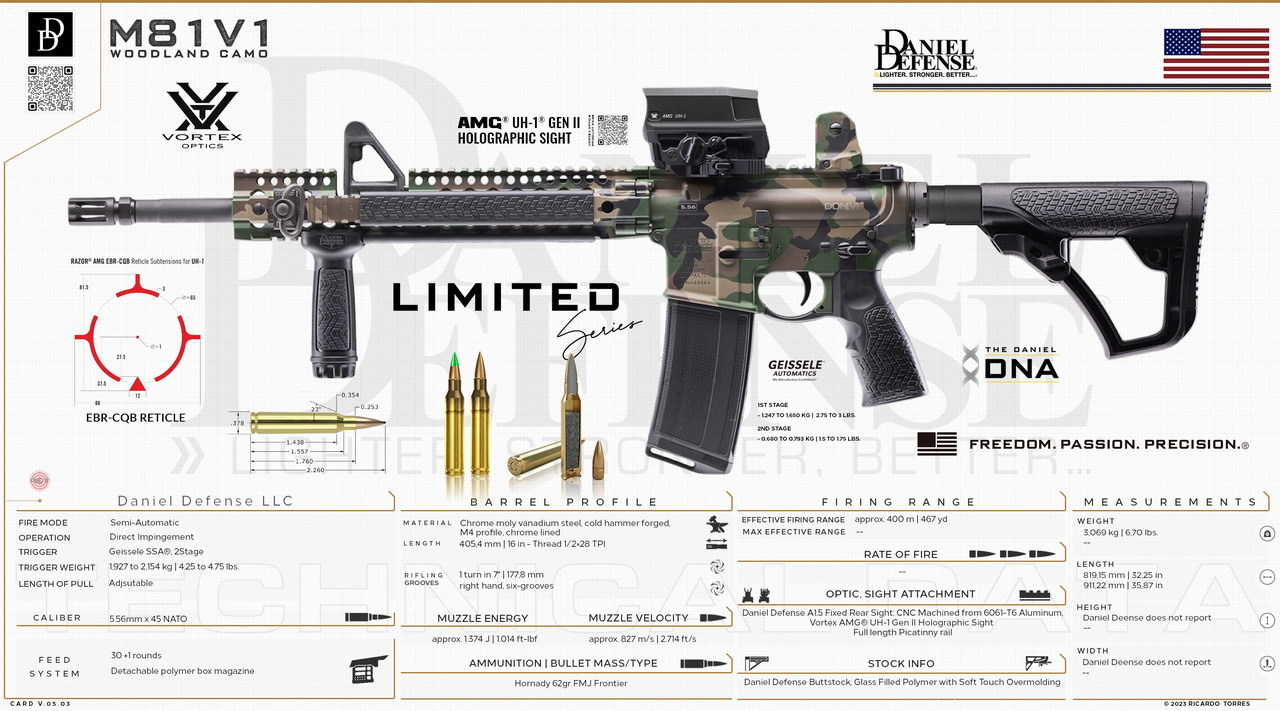 M81V1
WOODLAND CAMO
DANIEL
DEFENSE
LIGHTER. STRONGER. BETTER...
VORTEX
OPTICS
AMG® UH-1® GEN II
HOLOGRAPHIC SIGHT
AMG UH-1
5.56
RAZOR® AMG EBR-CQB Reticle Subtensions for UH-1
81.5
3
Ø=65
Ø=1
27.5
37.5
88
12
EBR-CQB RETICLE
LIMITED
Series
0.354
23°
0.253
.378
1.438
1.557
1.760
2.260
GEISSELE
AUTOMATICS
1ST STAGE
~ 1,247 TO 1,650 KG | 2.75 TO 3 LBS.
2ND STAGE
~ 0,680 TO 0,793 KG | 1.5 TO 1.75 LBS.
THE DANIEL
DNA
FREEDOM. PASSION. PRECISION.®
DANIEL
DEFENSE
» LIGHTER, STRONGER, BETTER...
TECHNICAL DATA
Daniel Defense LLC
FIRE MODE Semi-Automatic
OPERATION Direct Impingement
TRIGGER Geissele SSA®, 2Stage
TRIGGER WEIGHT 1.927 to 2.154 kg | 4.25 to 4.75 lbs.
LENGTH OF PULL Adjsutable
CALIBER 5.56mm x 45 NATO
FEED
SYSTEM
30 +1 rounds
Detachable polymer box magazine
BARREL PROFILE
MATERIAL Chrome moly vanadium steel, cold hammer forged,
M4 profile, chrome lined
LENGTH 405,4 mm | 16 in - Thread 1/2×28 TPI
RIFLING
GROOVES
1 turn in 7" | 177,8 mm
right hand, six-grooves
MUZZLE ENERGY MUZZLE VELOCITY
approx. 1.374 J | 1.014 ft-lbf approx. 827 m/s | 2.714 ft/s
AMMUNITION | BULLET MASS/TYPE
Hornady 62gr FMJ Frontier
FIRING RANGE
EFFECTIVE FIRING RANGE approx. 400 m | 467 yd
MAX EFFECTIVE RANGE --
RATE OF FIRE
--
OPTIC, SIGHT ATTACHMENT
Daniel Defense A1.5 Fixed Rear Sight: CNC Machined from 6061-T6 Aluminum,
Vortex AMG® UH-1 Gen II Holographic Sight
Full length Picatinny rail
STOCK INFO
Daniel Defense Buttstock, Glass Filled Polymer with Soft Touch Overmolding
MEASUREMENTS
WEIGHT
3,069 kg | 6,70 lbs.
--
LENGTH
819,15 mm | 32,25 in
911,22 mm | 35,87 in
HEIGHT
Daniel Defense does not report
--
WIDTH
Daniel Deense does not report
--
CARD V.05.03
© 2023 RICARDO TORRES